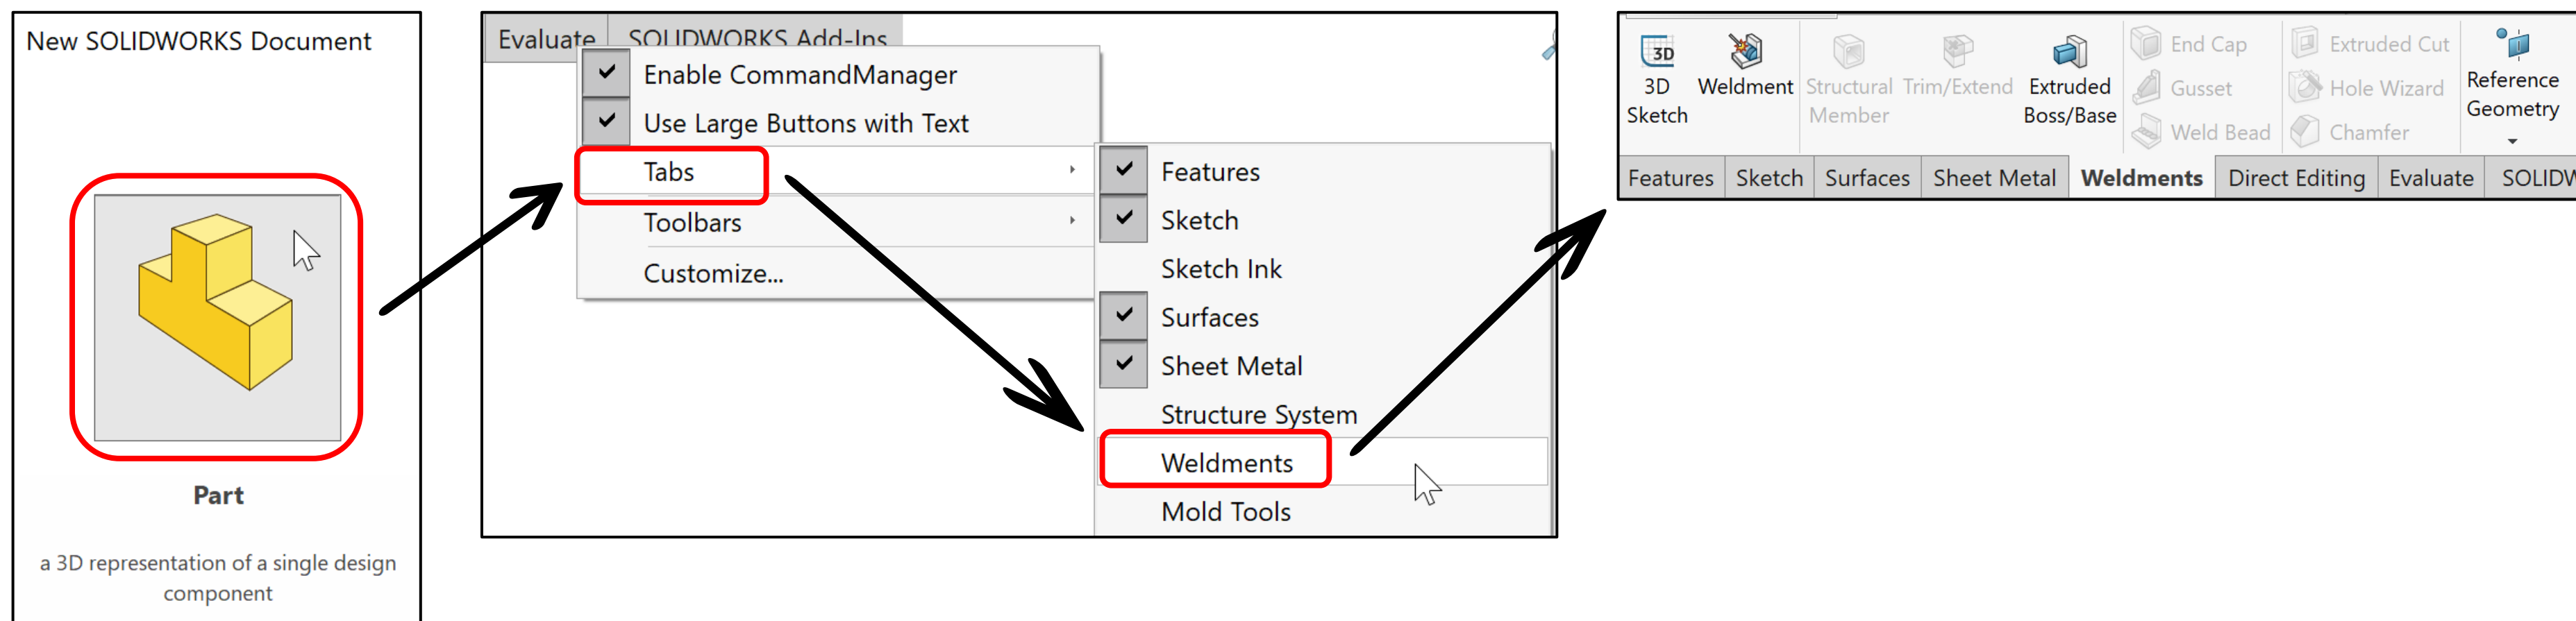 New SOLIDWORKS Document
Part
a 3D representation of a single design
component
Evaluate SOLIDWORKS Add-Ins
Enable CommandManager
Use Large Buttons with Text
Tabs
Toolbars
Customize...
Features
Sketch
Sketch Ink
Surfaces
Sheet Metal
Structure System
Weldments
Mold Tools
3D
3D
Sketch
Weldment
Structural
Member
Trim/Extend
Extruded
Boss/Base
End Cap
Gusset
Weld Bead
Extruded Cut
Hole Wizard
Chamfer
Reference
Geometry
Features Sketch Surfaces Sheet Metal Weldments Direct Editing Evaluate SOLIDW